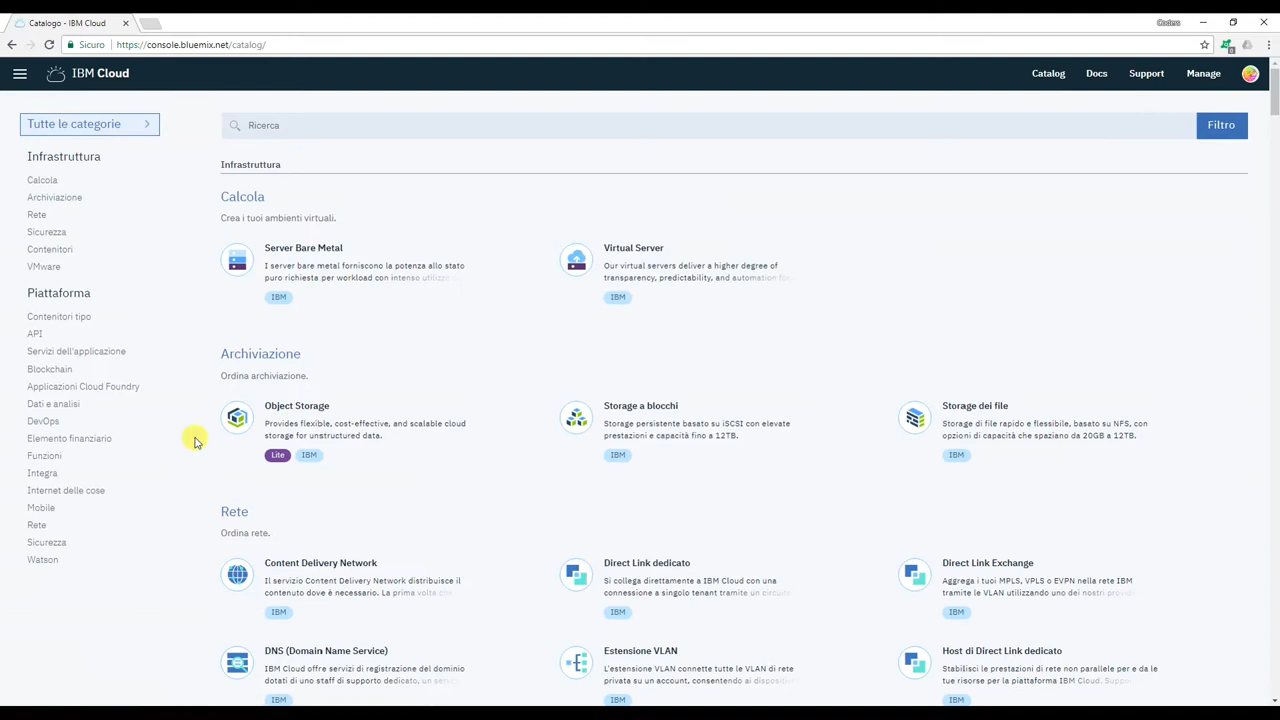 Catalogo - IBM Cloud
Codero
Sicuro https://console.bluemix.net/catalog/
IBM Cloud
Catalog Docs Support Manage
Tutte le categorie
Infrastruttura
Calcola
Archiviazione
Rete
Sicurezza
Contenitori
VMware
Piattaforma
Contenitori tipo
API
Servizi dell'applicazione
Blockchain
Applicazioni Cloud Foundry
Dati e analisi
DevOps
Elemento finanziario
Funzioni
Integra
Internet delle cose
Mobile
Rete
Sicurezza
Watson
Ricerca
Filtro
Infrastruttura
Calcola
Crea i tuoi ambienti virtuali.
Server Bare Metal
I server bare metal forniscono la potenza allo stato
puro richiesta per workload con intenso utilizzo
IBM
Virtual Server
Our virtual servers deliver a higher degree of
transparency, predictability, and automation
IBM
Archiviazione
Ordina archiviazione.
Object Storage
Provides flexible, cost-effective, and scalable cloud
storage for unstructured data.
Lite IBM
Storage a blocchi
Storage persistente basato su iSCSI con elevate
prestazioni e capacità fino a 12TB.
IBM
Storage dei file
Storage di file rapido e flessibile, basato su NFS, con
opzioni di capacità che spaziano da 20GB a 12TB.
IBM
Rete
Ordina rete.
Content Delivery Network
Il servizio Content Delivery Network distribuisce il
contenuto dove è necessario. La prima volta che
IBM
Direct Link dedicato
Si collega direttamente a IBM Cloud con una
connessione a singolo tenant tramite un circuito
IBM
Direct Link Exchange
Aggrega i tuoi MPLS, VPLS o EVPN nella rete IBM
tramite le VLAN utilizzando uno dei nostri
IBM
DNS (Domain Name Service)
IBM Cloud offre servizi di registrazione del dominio
dotati di uno staff di supporto dedicato, un
IBM
Estensione VLAN
L'estensione VLAN connette tutte le VLAN di rete
privata su un account, consentendo ai
IBM
Host di Direct Link dedicato
Stabilisci le prestazioni di rete non parallele per e da le
tue risorse per la piattaforma IBM Cloud.
IBM